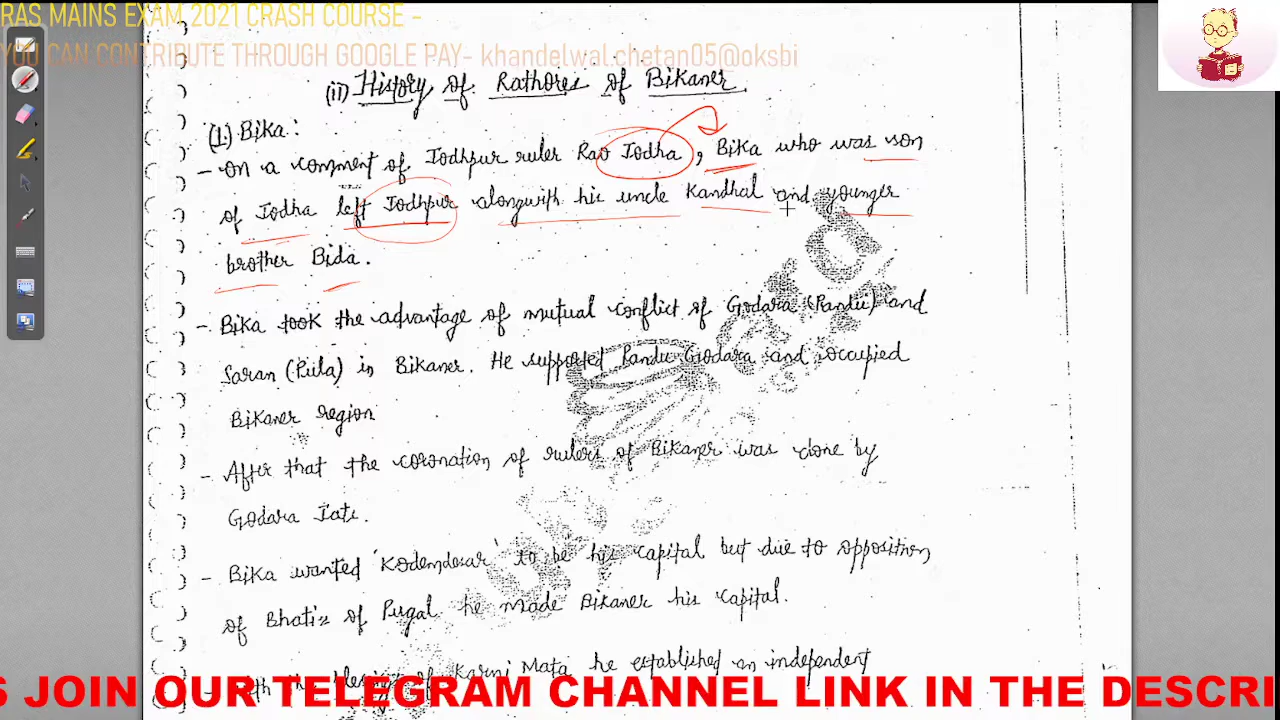 RAS MAINS EXAM 2021 CRASH COURSE -
YOU CAN CONTRIBUTE THROUGH GOOGLE PAY- khandelwal.chetan05@oksbi
(ii) History of Rathores of Bikaner.
(1) Bika:
- On a comment of Jodhpur ruler Rao Jodha, Bika who was son
of Jodha left Jodhpur alongwith his uncle Kandhal and younger
brother Bida.
- Bika took the advantage of mutual conflict of Godara (Pandu) and
Saran (Pula) in Bikaner. He supported Pandu Godara and occupied
Bikaner region
- After that the coronation of rulers of Bikaner was done by
Godara Jats.
- Bika wanted 'Kodemdesar' to be his capital but due to opposition
of Bhatis of Pugal he made Bikaner his capital.
the of Karni Mata he established an independent
S JOIN OUR TELEGRAM CHANNEL LINK IN THE DESCRI